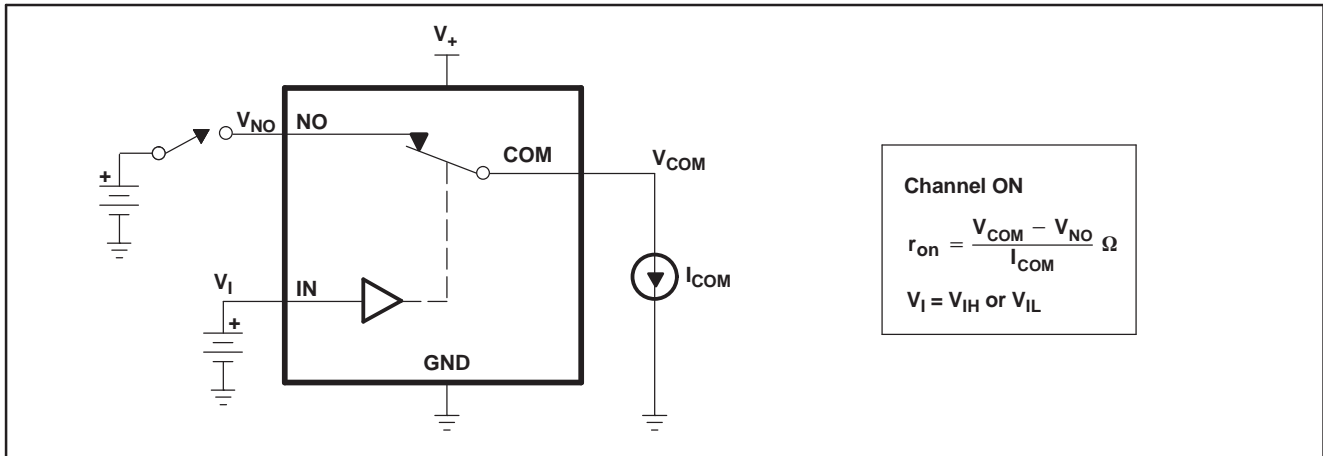 V+
VNO NO
COM
VCOM
+
VI IN
+
ICOM
GND
Channel ON
ron = (VCOM − VNO) / ICOM Ω
VI = VIH or VIL